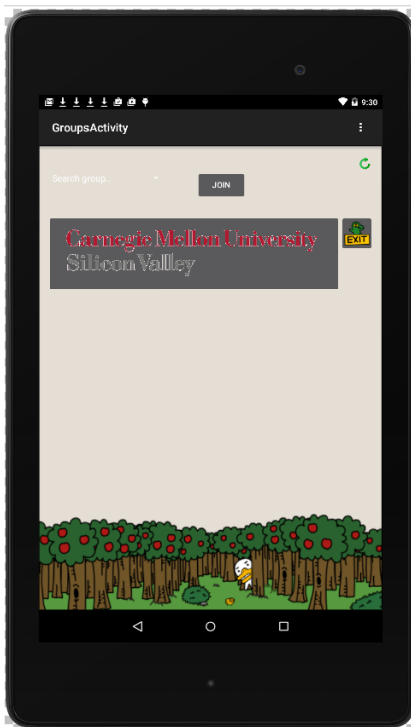 9:30
GroupsActivity
Search group..
JOIN
Carnegie Mellon University
Silicon Valley
EXIT